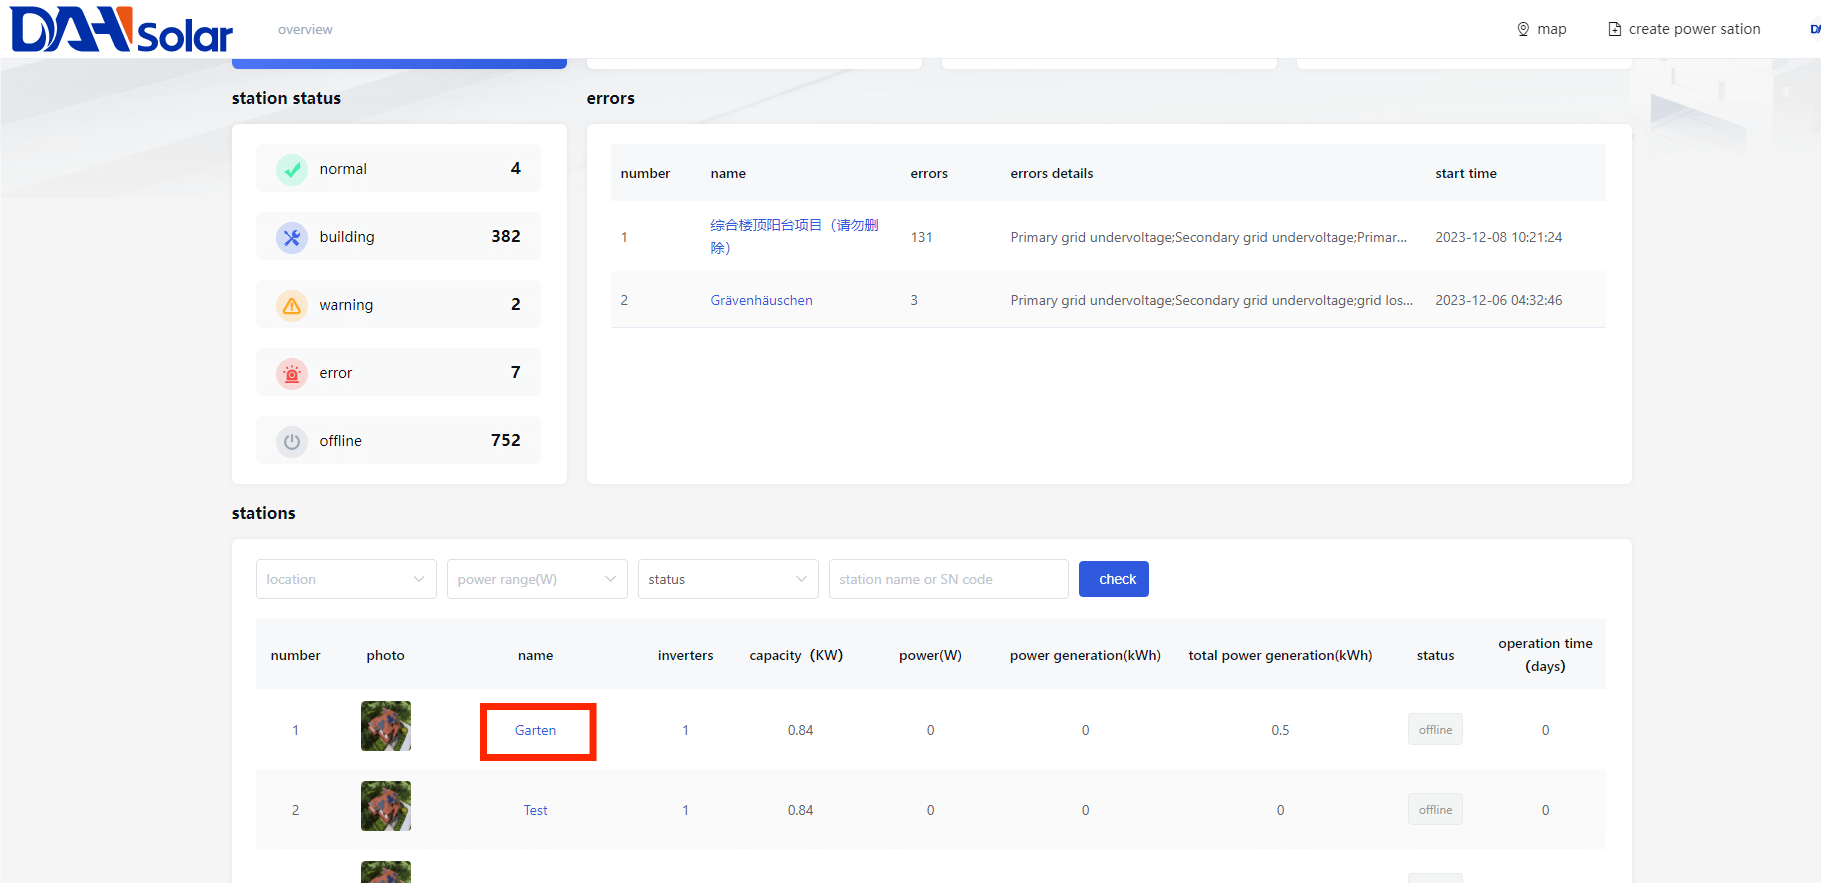 DAH Solar
overview
map
create power sation
station status
errors
normal 4
building 382
warning 2
error 7
offline 752
number name errors errors details start time
1 综合楼顶阳台项目（请勿删
除） 131 Primary grid undervoltage;Secondary grid undervoltage;Primar... 2023-12-08 10:21:24
2 Grävenhäuschen 3 Primary grid undervoltage;Secondary grid undervoltage;grid los... 2023-12-06 04:32:46
stations
location power range(W) status station name or SN code check
number photo name inverters capacity（KW） power(W) power generation(kWh) total power generation(kWh) status operation time
（days）
1 Garten 1 0.84 0 0 0.5 offline 0
2 Test 1 0.84 0 0 0 offline 0